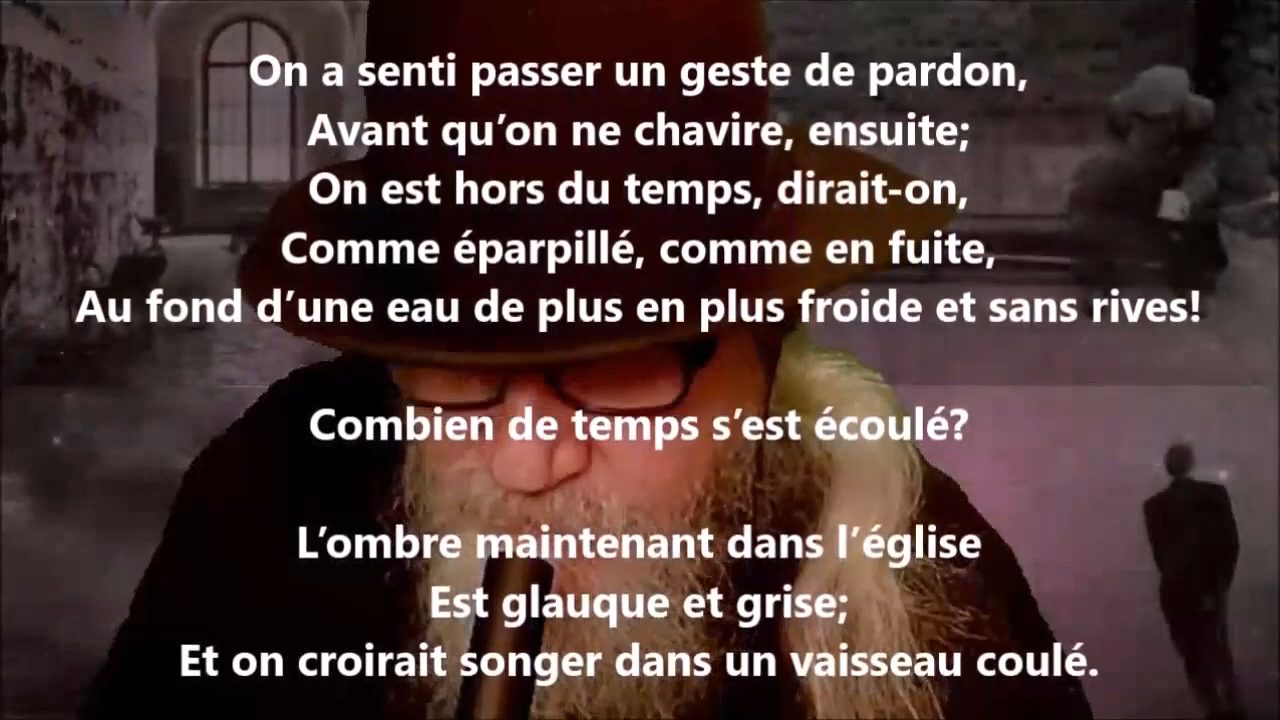 On a senti passer un geste de pardon,
Avant qu’on ne chavire, ensuite;
On est hors du temps, dirait-on,
Comme éparpillé, comme en fuite,
Au fond d’une eau de plus en plus froide et sans rives!
Combien de temps s’est écoulé?
L’ombre maintenant dans l’église
Est glauque et grise;
Et on croirait songer dans un vaisseau coulé.